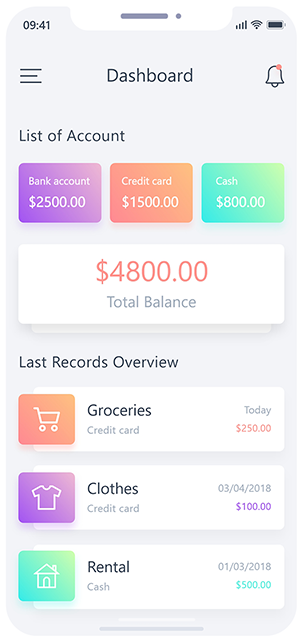 09:41
Dashboard
List of Account
Bank account
$2500.00
Credit card
$1500.00
Cash
$800.00
$4800.00
Total Balance
Last Records Overview
Groceries
Today
Credit card
$250.00
Clothes
03/04/2018
Credit card
$100.00
Rental
01/03/2018
Cash
$500.00